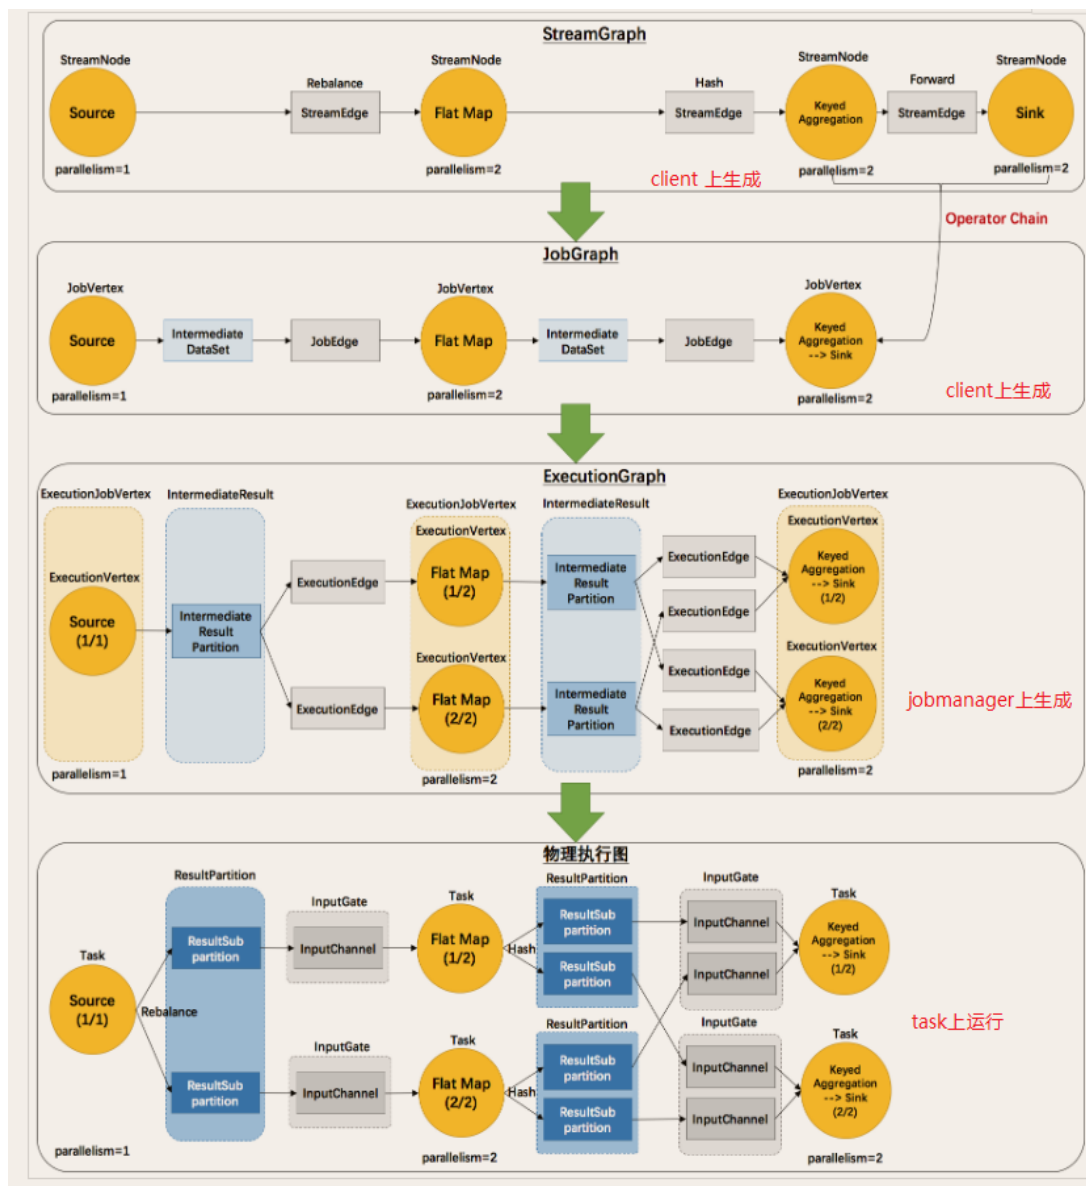 StreamGraph
StreamNode
StreamNode
StreamNode
StreamNode
Rebalance
Hash
Forward
Source
StreamEdge
Flat Map
StreamEdge
Keyed
Aggregation
StreamEdge
Sink
parallelism=1
parallelism=2
parallelism=2
parallelism=2
client 上生成
Operator Chain
JobGraph
JobVertex
JobVertex
JobVertex
Source
Intermediate
DataSet
JobEdge
Flat Map
Intermediate
DataSet
JobEdge
Keyed
Aggregation
--> Sink
parallelism=1
parallelism=2
parallelism=2
client上生成
ExecutionGraph
ExecutionJobVertex
IntermediateResult
ExecutionJobVertex
IntermediateResult
ExecutionJobVertex
ExecutionVertex
Source
(1/1)
Intermediate
Result
Partition
ExecutionEdge
ExecutionEdge
ExecutionVertex
Flat Map
(1/2)
ExecutionVertex
Flat Map
(2/2)
Intermediate
Result
Partition
Intermediate
Result
Partition
ExecutionEdge
ExecutionEdge
ExecutionEdge
ExecutionEdge
ExecutionVertex
Keyed
Aggregation
--> Sink
(1/2)
ExecutionVertex
Keyed
Aggregation
--> Sink
(2/2)
jobmanager上生成
parallelism=1
parallelism=2
parallelism=2
物理执行图
Task
Source
(1/1)
Rebalance
ResultPartition
ResultSub
partition
ResultSub
partition
InputGate
InputChannel
InputGate
InputChannel
Task
Flat Map
(1/2)
Hash
Task
Flat Map
(2/2)
Hash
ResultPartition
ResultSub
partition
ResultSub
partition
ResultPartition
ResultSub
partition
ResultSub
partition
InputGate
InputChannel
InputChannel
InputGate
InputChannel
InputChannel
Task
Keyed
Aggregation
--> Sink
(1/2)
Task
Keyed
Aggregation
--> Sink
(2/2)
task上运行
parallelism=1
parallelism=2
parallelism=2